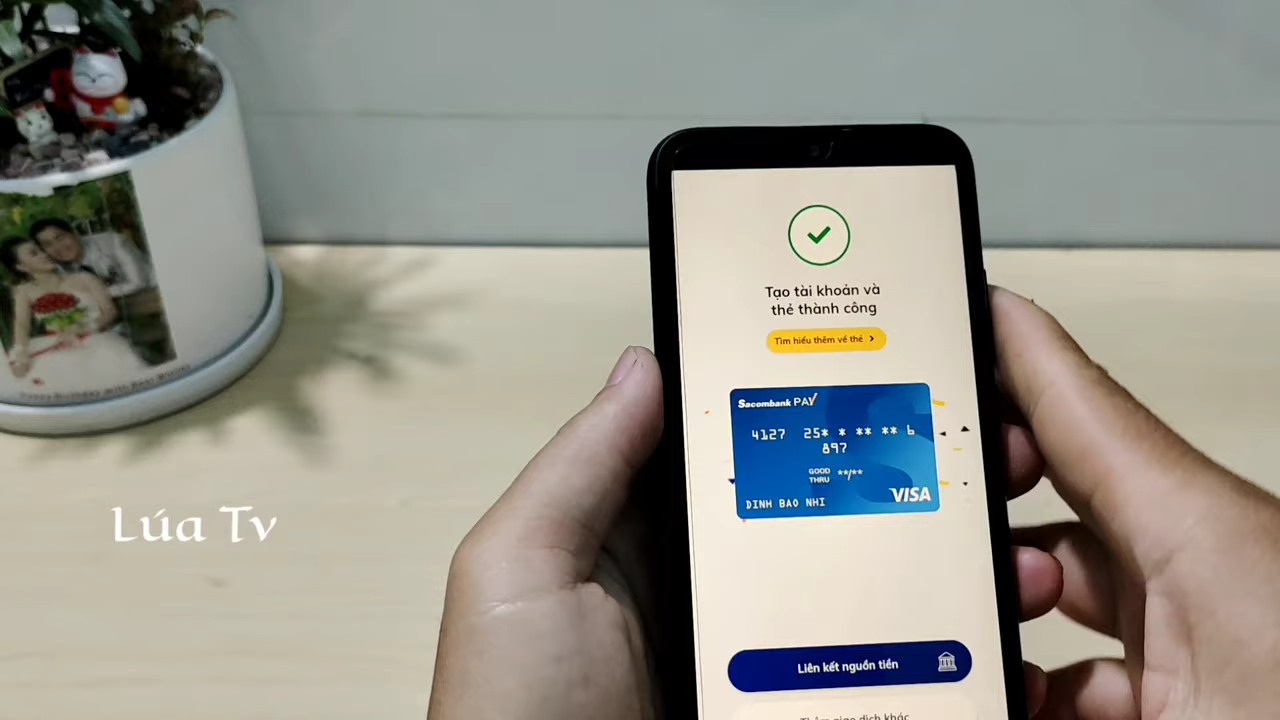 Tạo tài khoản và
thẻ thành công
Tìm hiểu thêm về thẻ
Sacombank PAY
4127 25* * ** ** 6
897
GOOD
THRU **/**
DINH BAO NHI
VISA
Lúa Tv
Liên kết nguồn tiền